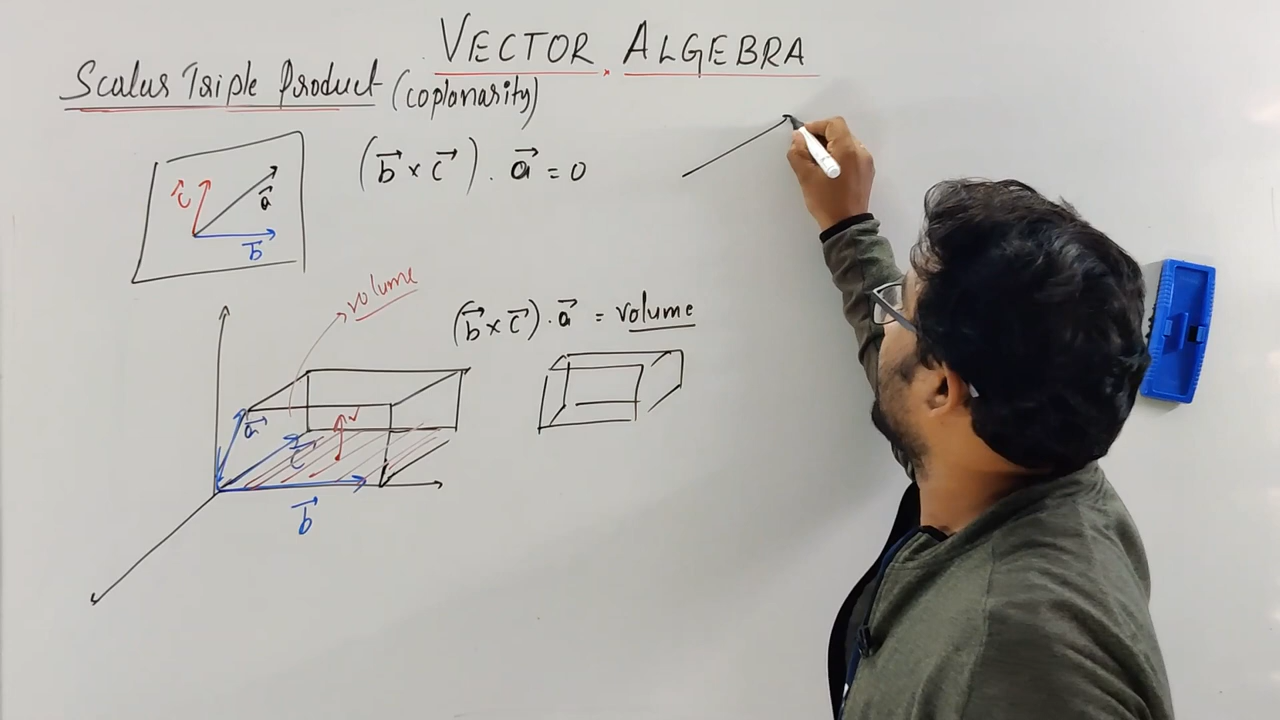 VECTOR ALGEBRA
Scalar Triple Product (coplanarity)
(b⃗ × c⃗) . a⃗ = 0
c⃗
a⃗
b⃗
volume
(b⃗ × c⃗) . a⃗ = volume
a⃗
c⃗
b⃗